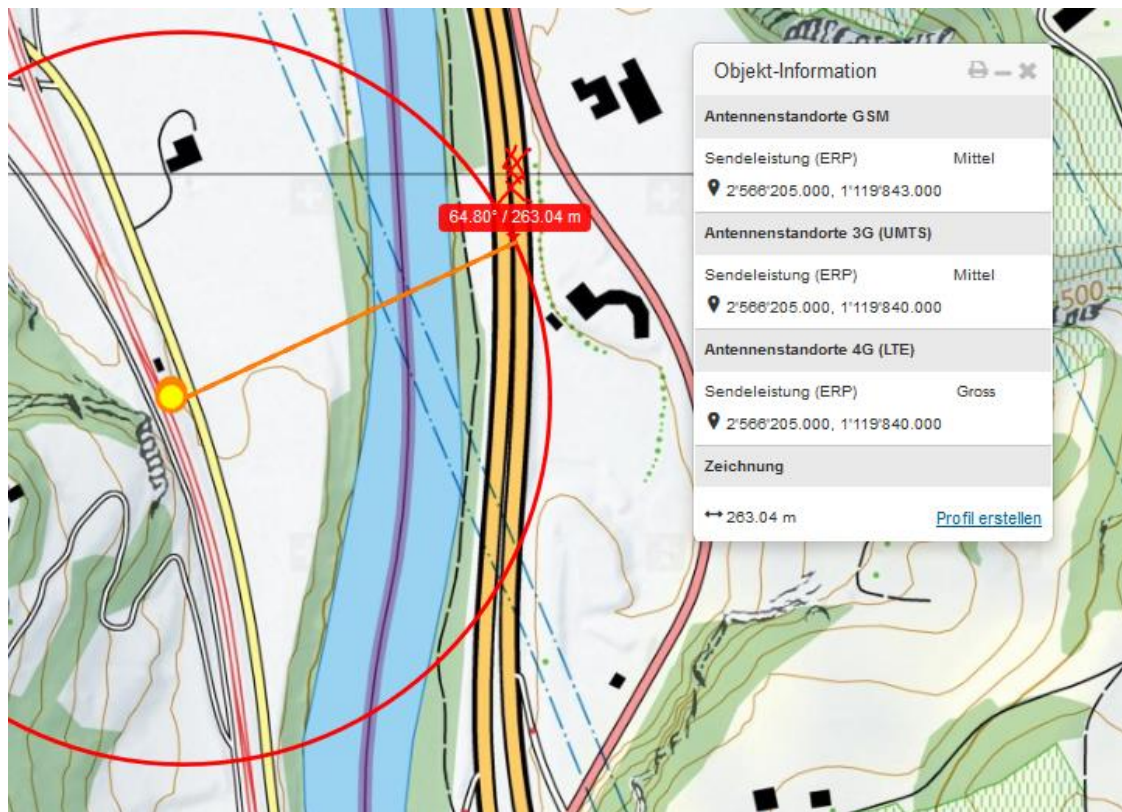 Objekt-Information
Antennenstandorte GSM
Sendeleistung (ERP) Mittel
2'566'205.000, 1'119'843.000
Antennenstandorte 3G (UMTS)
Sendeleistung (ERP) Mittel
2'566'205.000, 1'119'840.000
Antennenstandorte 4G (LTE)
Sendeleistung (ERP) Gross
2'566'205.000, 1'119'840.000
Zeichnung
263.04 m Profil erstellen
64.80° / 263.04 m
500